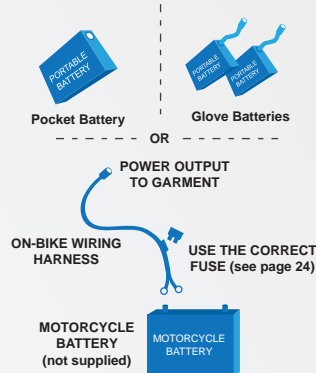 PORTABLE
BATTERY
PORTABLE
BATTERY
PORTABLE
BATTERY
Pocket Battery
Glove Batteries
OR
POWER OUTPUT
TO GARMENT
ON-BIKE WIRING
HARNESS
USE THE CORRECT
FUSE (see page 24)
MOTORCYCLE
BATTERY
(not supplied)
MOTORCYCLE
BATTERY